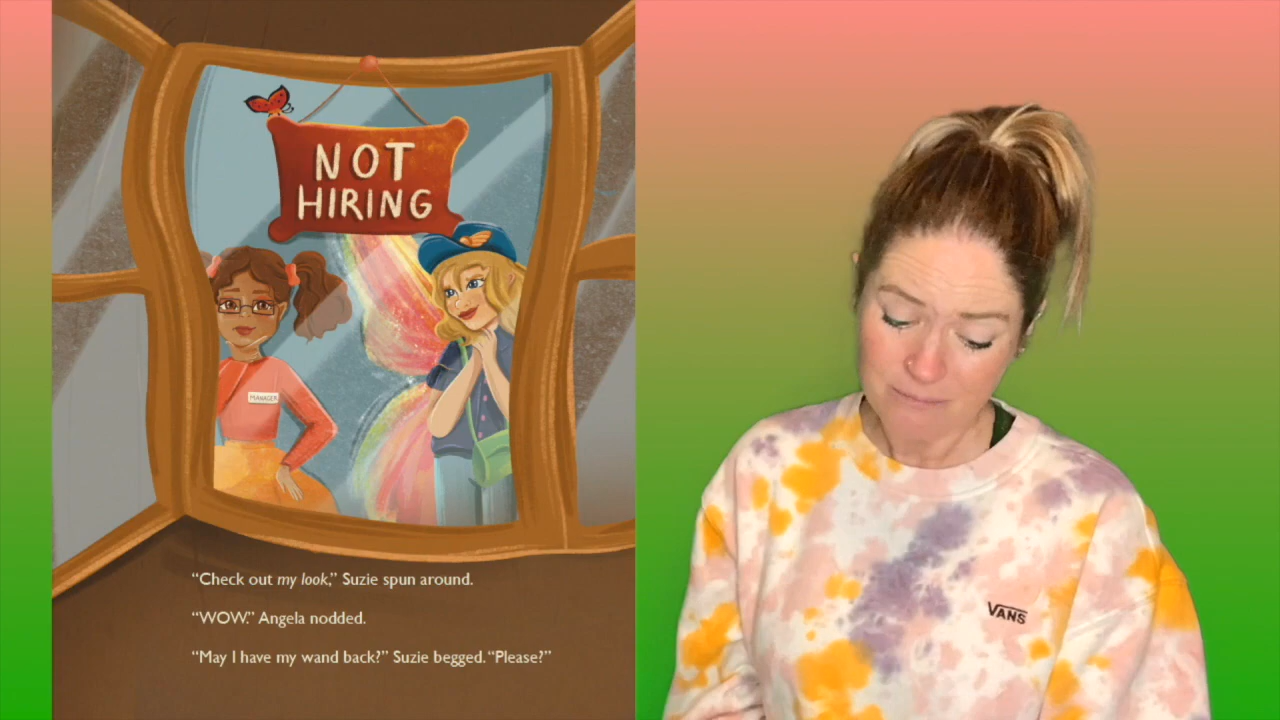 NOT
HIRING
MANAGER
“Check out my look,” Suzie spun around.
“WOW.” Angela nodded.
“May I have my wand back?” Suzie begged. “Please?”
VANS